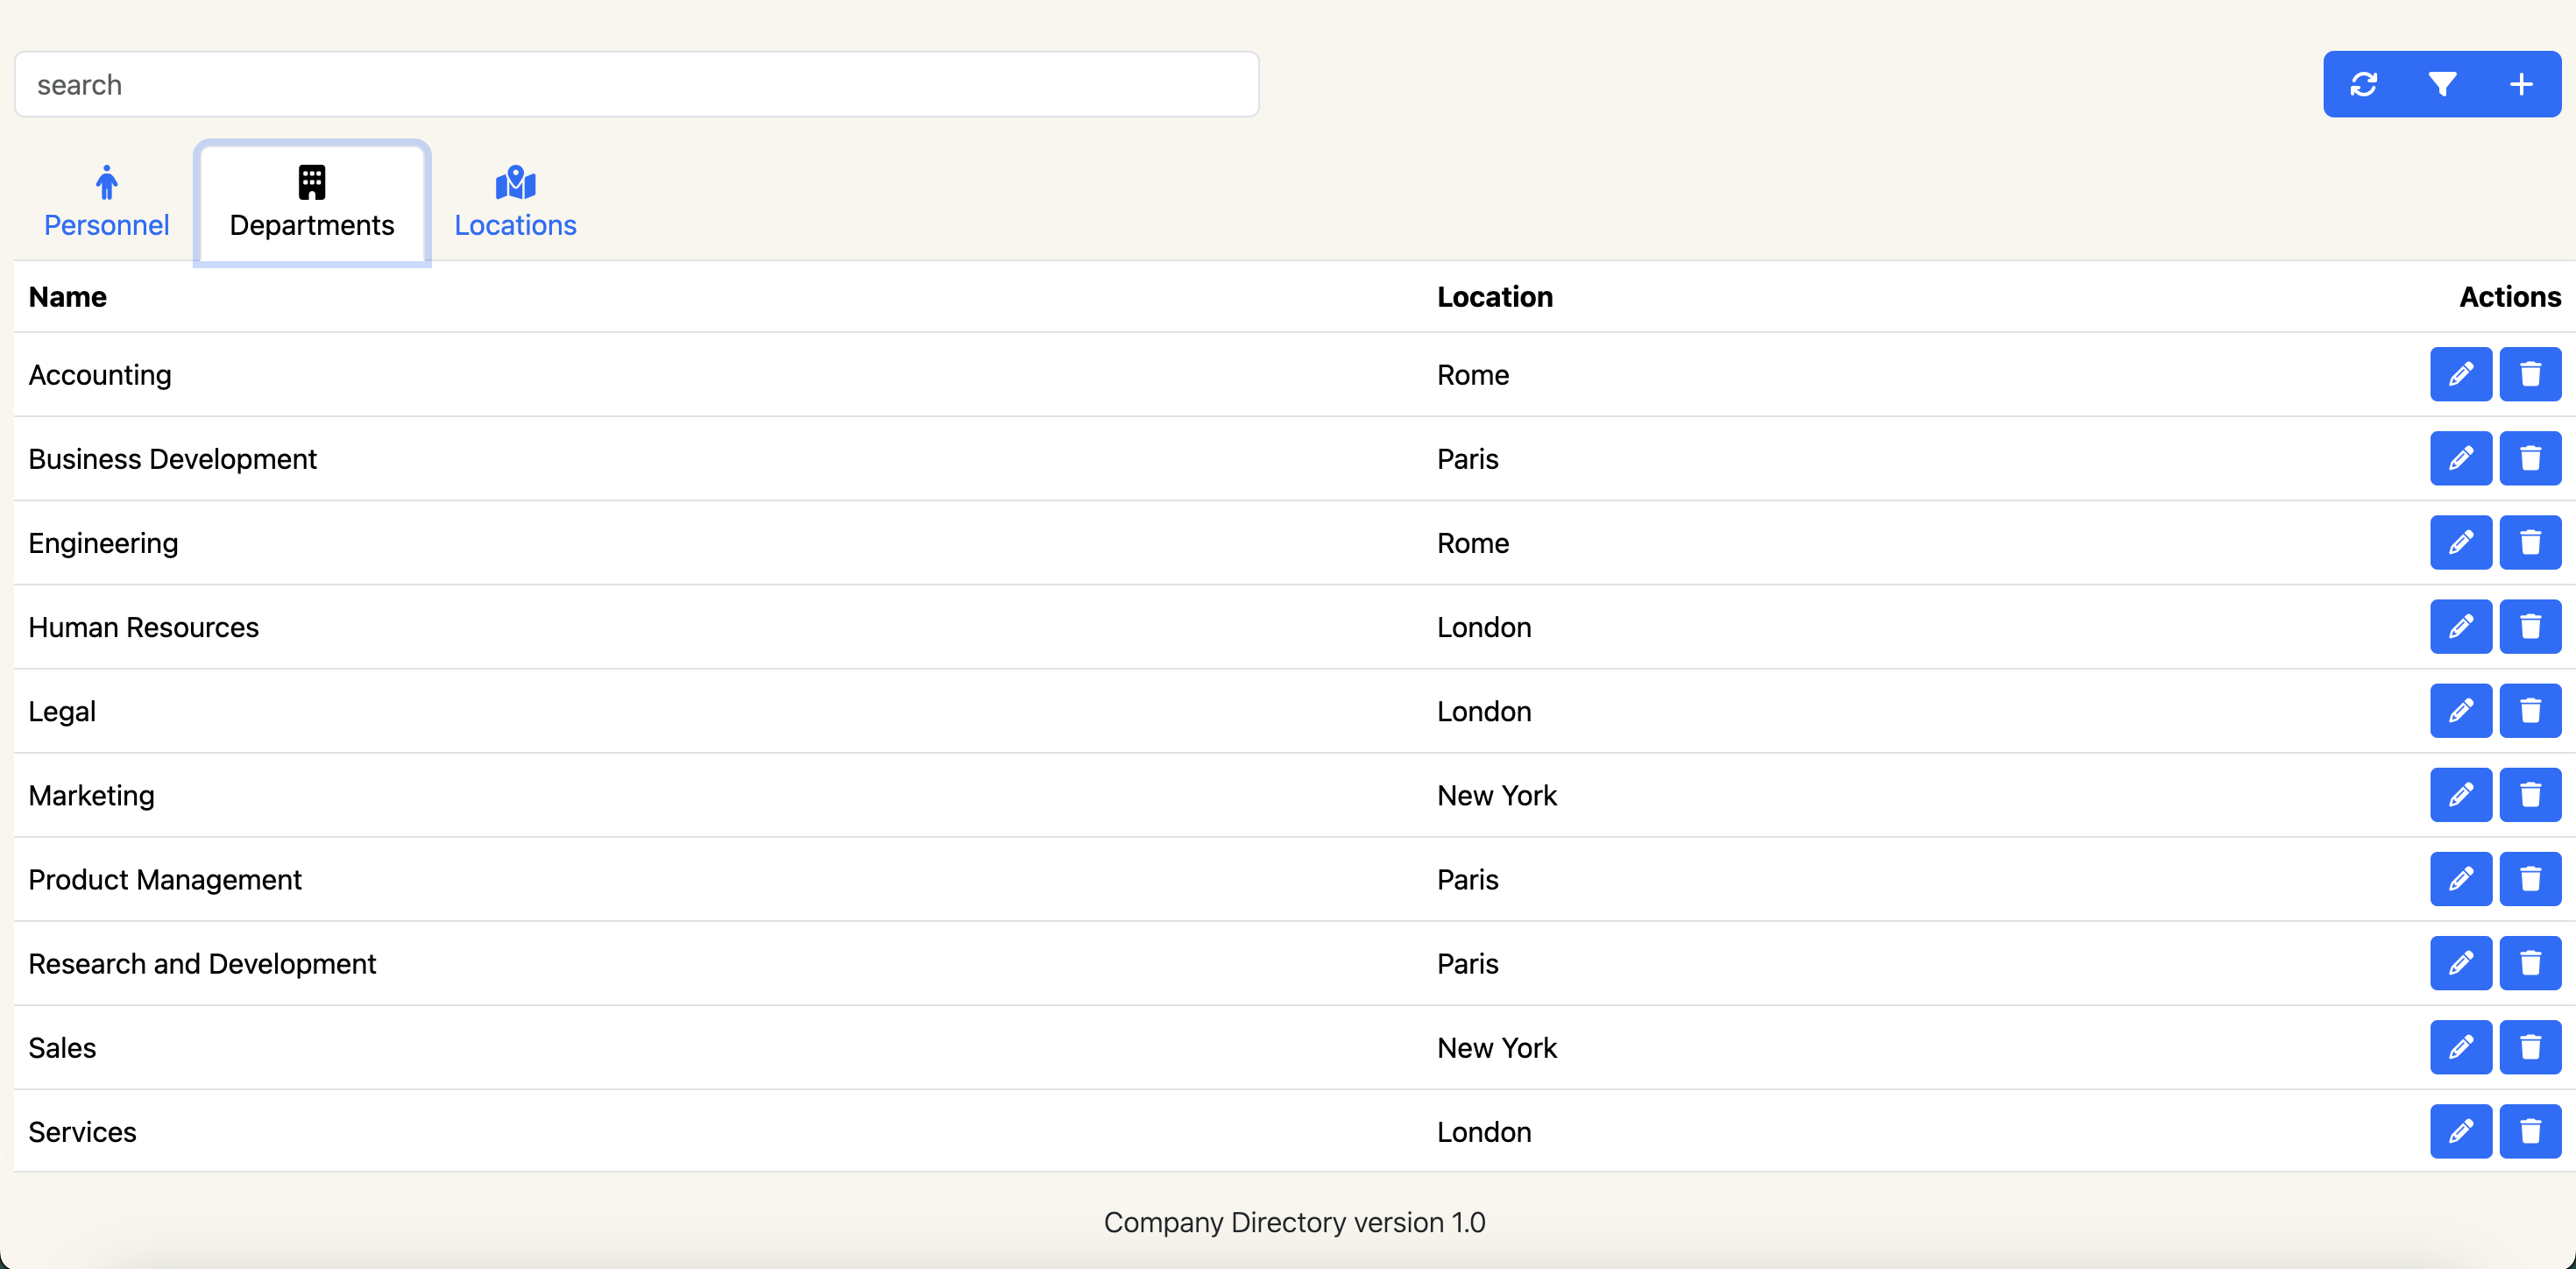 search
Personnel Departments Locations
Name Location Actions
Accounting Rome
Business Development Paris
Engineering Rome
Human Resources London
Legal London
Marketing New York
Product Management Paris
Research and Development Paris
Sales New York
Services London
Company Directory version 1.0